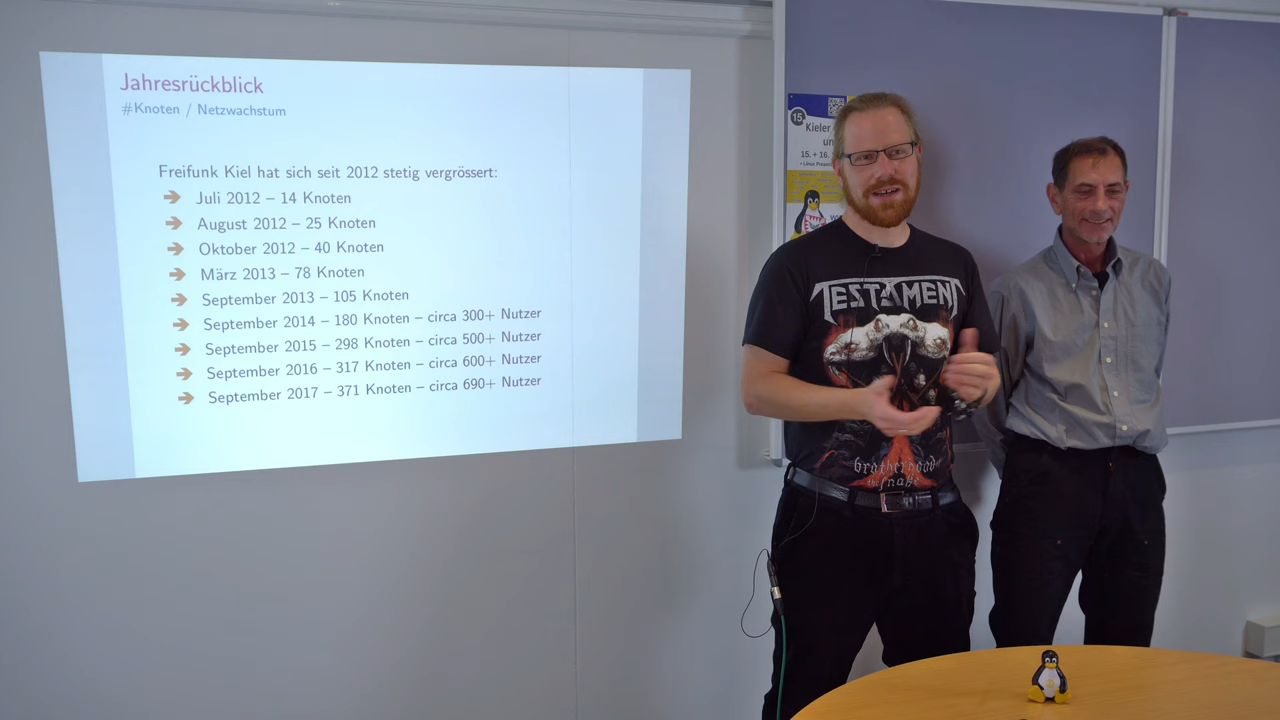 Jahresrückblick
#Knoten / Netzwachstum
Freifunk Kiel hat sich seit 2012 stetig vergrössert:
Juli 2012 – 14 Knoten
August 2012 – 25 Knoten
Oktober 2012 – 40 Knoten
März 2013 – 78 Knoten
September 2013 – 105 Knoten
September 2014 – 180 Knoten – circa 300+ Nutzer
September 2015 – 298 Knoten – circa 500+ Nutzer
September 2016 – 317 Knoten – circa 600+ Nutzer
September 2017 – 371 Knoten – circa 690+ Nutzer
15.
Kieler
15. + 16.
TESTAMENT
brotherhood
the snake